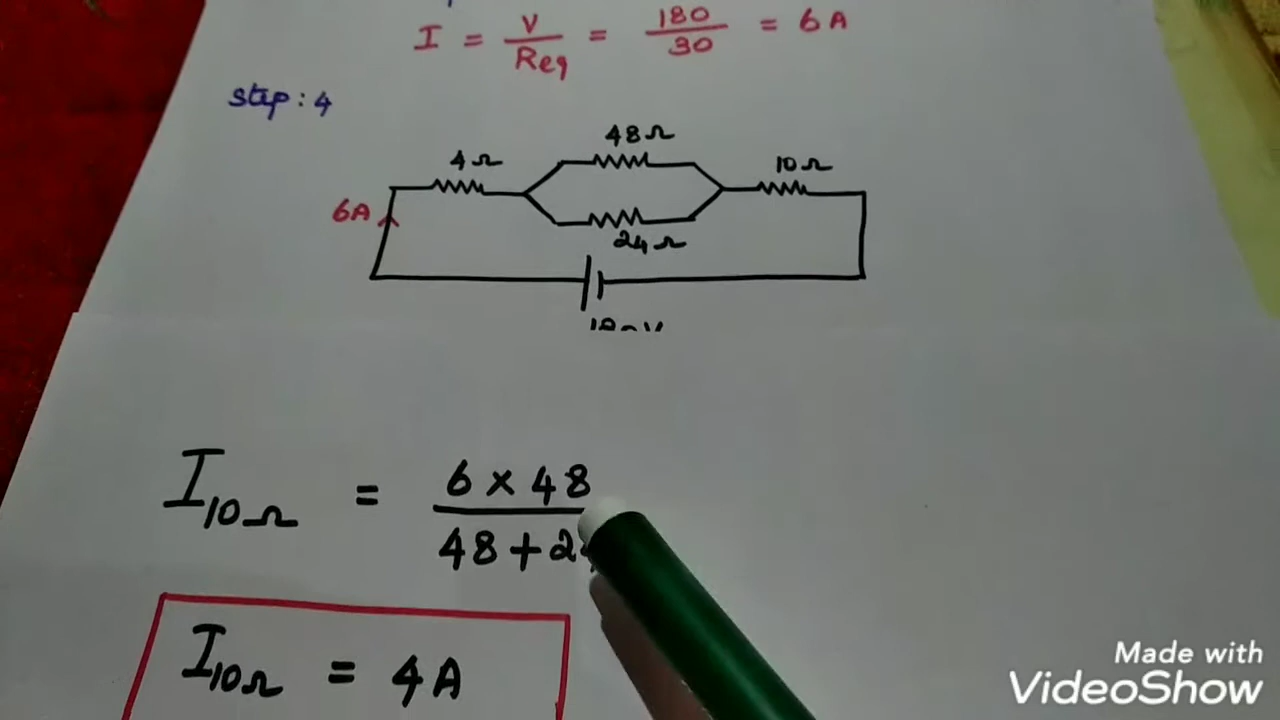 I = V/Req = 180/30 = 6A
Step : 4
48Ω
4Ω
10Ω
6A
24Ω
I10Ω = 6 × 48
48 + 2
I10Ω = 4A
Made with
VideoShow